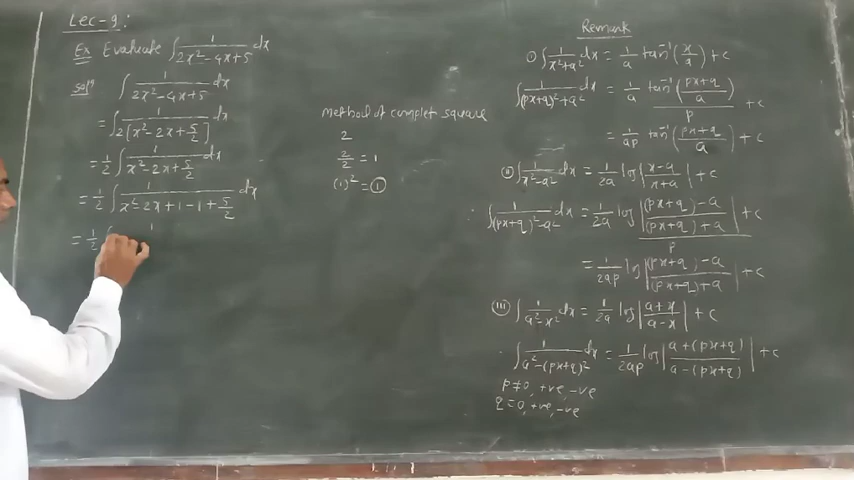 Lec-9:
Ex Evaluate ∫ 1/(2x²-4x+5) dx
Solⁿ ∫ 1/(2x²-4x+5) dx
= ∫ 1/(2[x²-2x+5/2]) dx
= 1/2 ∫ 1/(x²-2x+5/2) dx
= 1/2 ∫ 1/(x²-2x+1-1+5/2) dx
= 1/2 ∫ 1
method of complet square
2
2/2 = 1
(1)² = ①
Remark
① ∫ 1/(x²+a²) dx = 1/a tan⁻¹(x/a) + c
∫ 1/((px+q)²+a²) dx = 1/a tan⁻¹((px+q)/a)/p + c
= 1/ap tan⁻¹((px+q)/a) + c
ⓘⓘ ∫ 1/(x²-a²) dx = 1/2a log|(x-a)/(x+a)| + c
∴ ∫ 1/((px+q)²-a²) dx = 1/2a log|((px+q)-a)/((px+q)+a)|/p + c
= 1/2ap log|((px+q)-a)/((px+q)+a)| + c
ⓘⓘⓘ ∫ 1/(a²-x²) dx = 1/2a log|(a+x)/(a-x)| + c
∫ 1/(a²-(px+q)²) dx = 1/2ap log|(a+(px+q))/(a-(px+q))| + c
p≠0, +ve, -ve
q=0, +ve, -ve